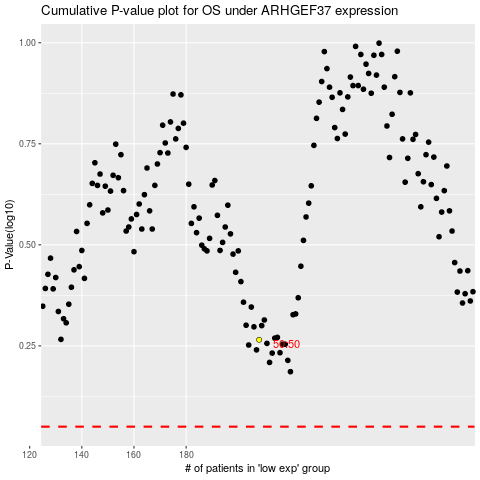 Cumulative P-value plot for OS under ARHGEF37 expression
1.00
0.75
0.50
0.25
P-Value(log10)
50:50
120 140 160 180
# of patients in 'low exp' group